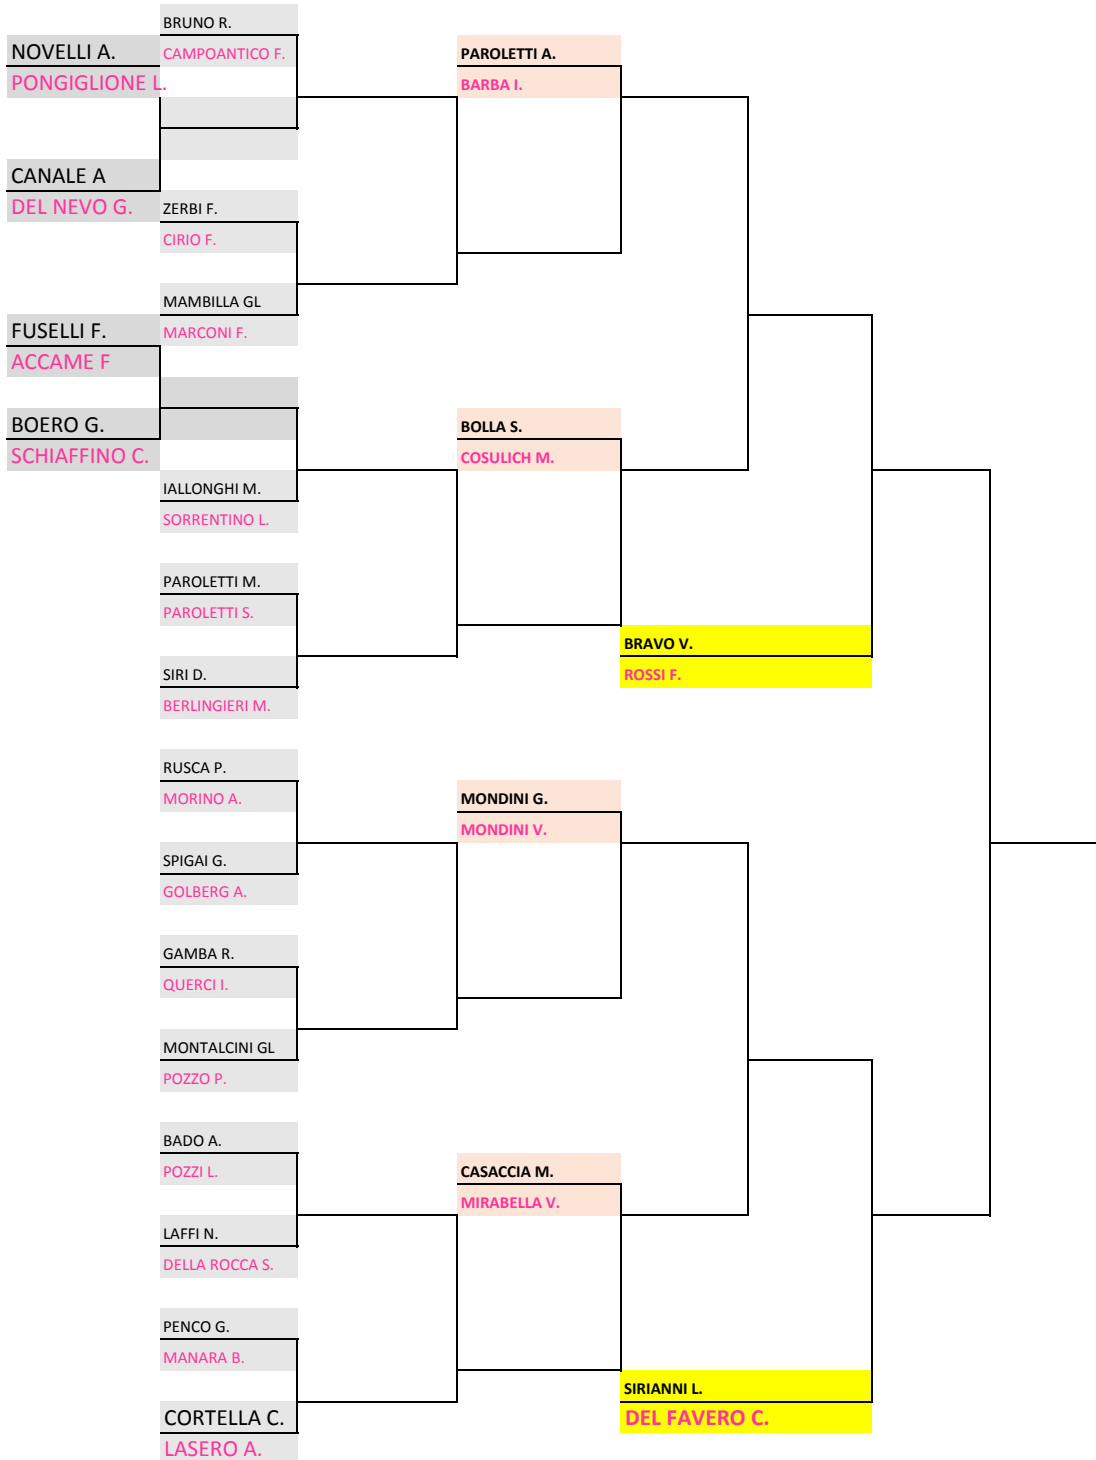 BRUNO R.
NOVELLI A.
CAMPOANTICO F.
PAROLETTI A.
PONGIGLIONE L.
BARBA I.
CANALE A
DEL NEVO G.
ZERBI F.
CIRIO F.
MAMBILLA GL
FUSELLI F.
MARCONI F.
ACCAME F
BOERO G.
BOLLA S.
SCHIAFFINO C.
COSULICH M.
IALLONGHI M.
SORRENTINO L.
PAROLETTI M.
PAROLETTI S.
BRAVO V.
SIRI D.
ROSSI F.
BERLINGIERI M.
RUSCA P.
MORINO A.
MONDINI G.
MONDINI V.
SPIGAI G.
GOLBERG A.
GAMBA R.
QUERCI I.
MONTALCINI GL
POZZO P.
BADO A.
POZZI L.
CASACCIA M.
MIRABELLA V.
LAFFI N.
DELLA ROCCA S.
PENCO G.
MANARA B.
SIRIANNI L.
CORTELLA C.
DEL FAVERO C.
LASERO A.